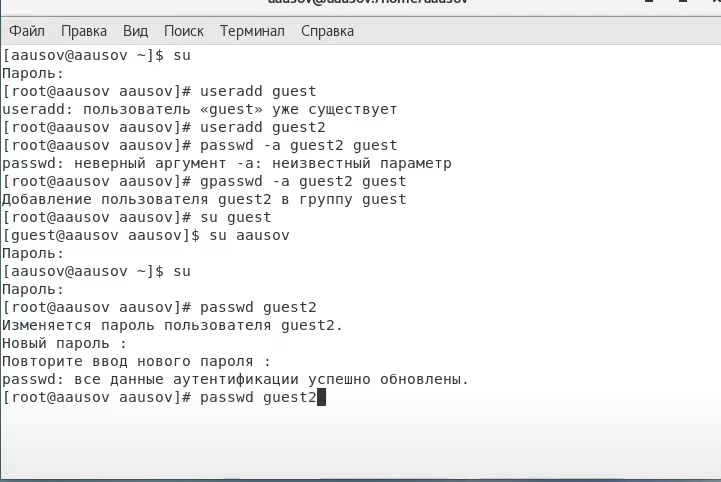 aausov@aausov:/home/aausov
Файл Правка Вид Поиск Терминал Справка
[aausov@aausov ~]$ su
Пароль:
[root@aausov aausov]# useradd guest
useradd: пользователь «guest» уже существует
[root@aausov aausov]# useradd guest2
[root@aausov aausov]# passwd -a guest2 guest
passwd: неверный аргумент -a: неизвестный параметр
[root@aausov aausov]# gpasswd -a guest2 guest
Добавление пользователя guest2 в группу guest
[root@aausov aausov]# su guest
[guest@aausov aausov]$ su aausov
Пароль:
[aausov@aausov ~]$ su
Пароль:
[root@aausov aausov]# passwd guest2
Изменяется пароль пользователя guest2.
Новый пароль :
Повторите ввод нового пароля :
passwd: все данные аутентификации успешно обновлены.
[root@aausov aausov]# passwd guest2